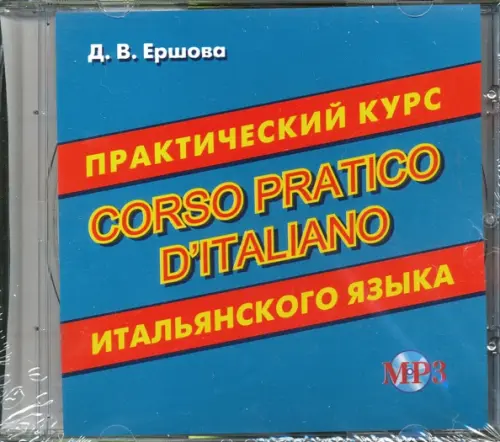 Д. В. Ершова
ПРАКТИЧЕСКИЙ КУРС
CORSO PRATICO
D'ITALIANO
ИТАЛЬЯНСКОГО ЯЗЫКА
MP3